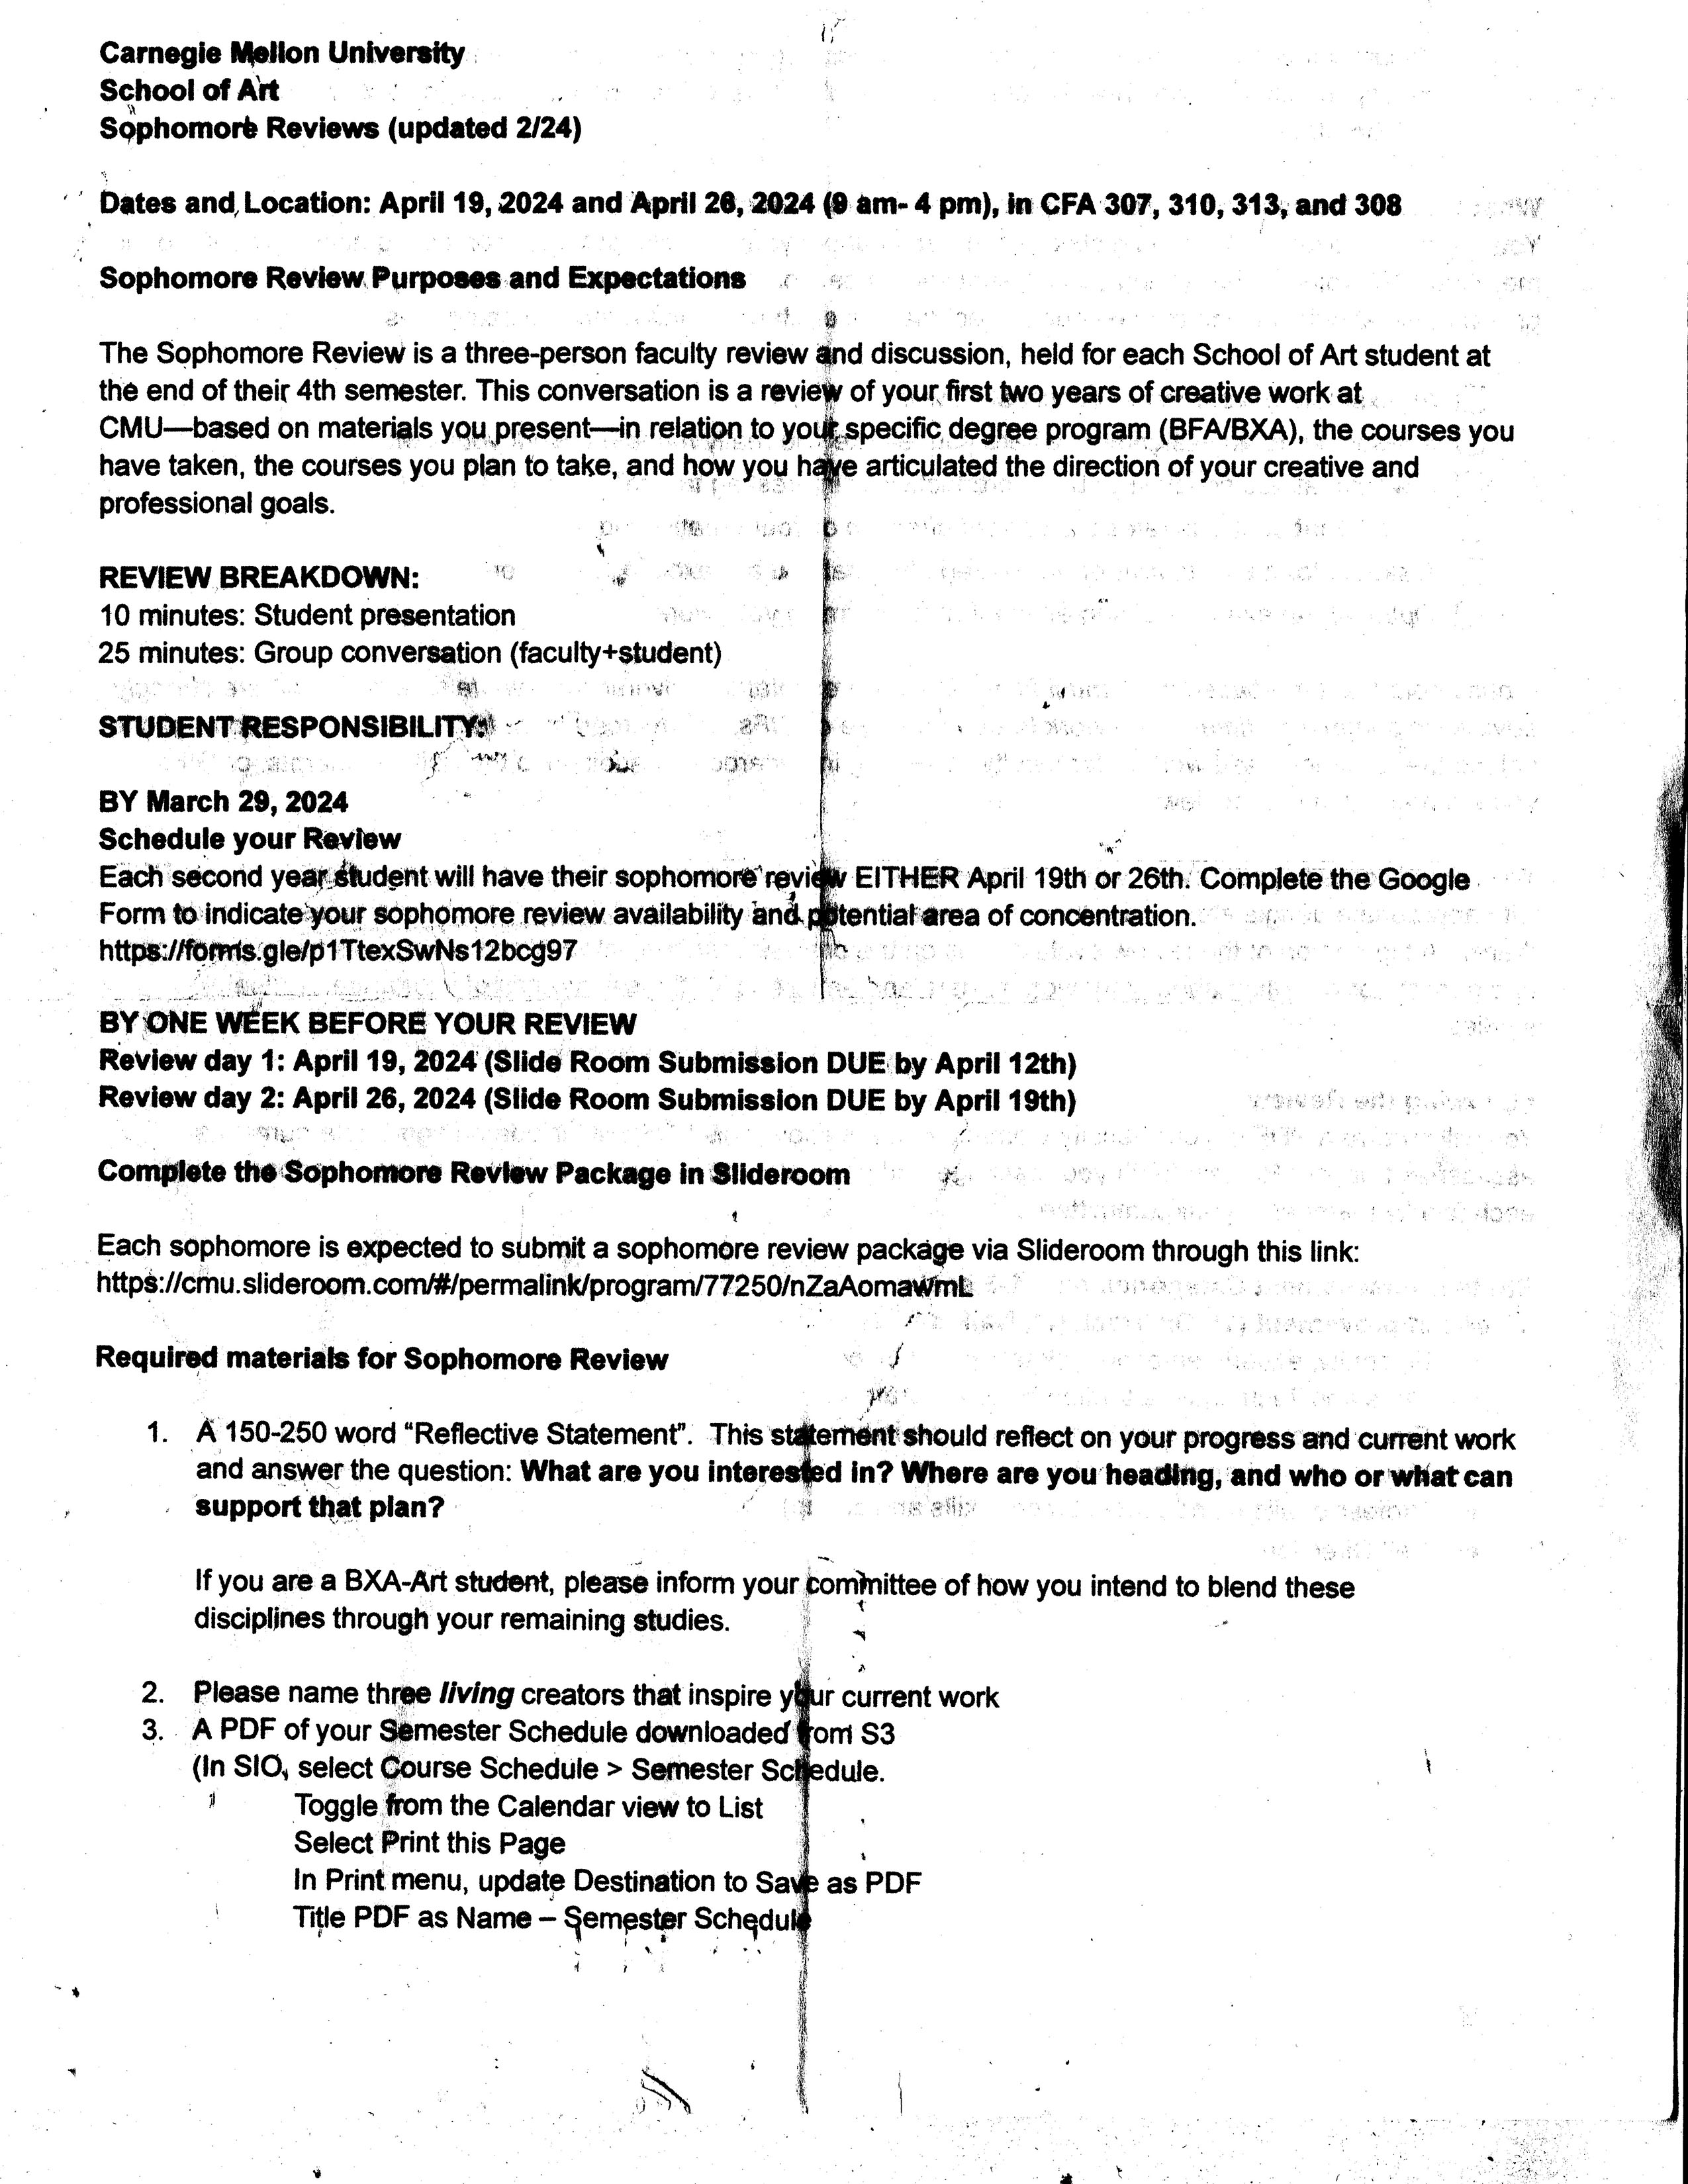 Carnegie Mellon University
School of Art
Sophomore Reviews (updated 2/24)
Dates and Location: April 19, 2024 and April 26, 2024 (9 am- 4 pm), in CFA 307, 310, 313, and 308
Sophomore Review Purposes and Expectations
The Sophomore Review is a three-person faculty review and discussion, held for each School of Art student at
the end of their 4th semester. This conversation is a review of your first two years of creative work at
CMU—based on materials you present—in relation to your specific degree program (BFA/BXA), the courses you
have taken, the courses you plan to take, and how you have articulated the direction of your creative and
professional goals.
REVIEW BREAKDOWN:
10 minutes: Student presentation
25 minutes: Group conversation (faculty+student)
STUDENT RESPONSIBILITY:
BY March 29, 2024
Schedule your Review
Each second year student will have their sophomore review EITHER April 19th or 26th. Complete the Google
Form to indicate your sophomore review availability and potential area of concentration.
https://forms.gle/p1TtexSwNs12bcg97
BY ONE WEEK BEFORE YOUR REVIEW
Review day 1: April 19, 2024 (Slide Room Submission DUE by April 12th)
Review day 2: April 26, 2024 (Slide Room Submission DUE by April 19th)
Complete the Sophomore Review Package in Slideroom
Each sophomore is expected to submit a sophomore review package via Slideroom through this link:
https://cmu.slideroom.com/#/permalink/program/77250/nZaAomawmL
Required materials for Sophomore Review
1. A 150-250 word “Reflective Statement”. This statement should reflect on your progress and current work
and answer the question: What are you interested in? Where are you heading, and who or what can
support that plan?
If you are a BXA-Art student, please inform your committee of how you intend to blend these
disciplines through your remaining studies.
2. Please name three living creators that inspire your current work
3. A PDF of your Semester Schedule downloaded from S3
(In SIO, select Course Schedule > Semester Schedule.
Toggle from the Calendar view to List
Select Print this Page
In Print menu, update Destination to Save as PDF
Title PDF as Name – Semester Schedule